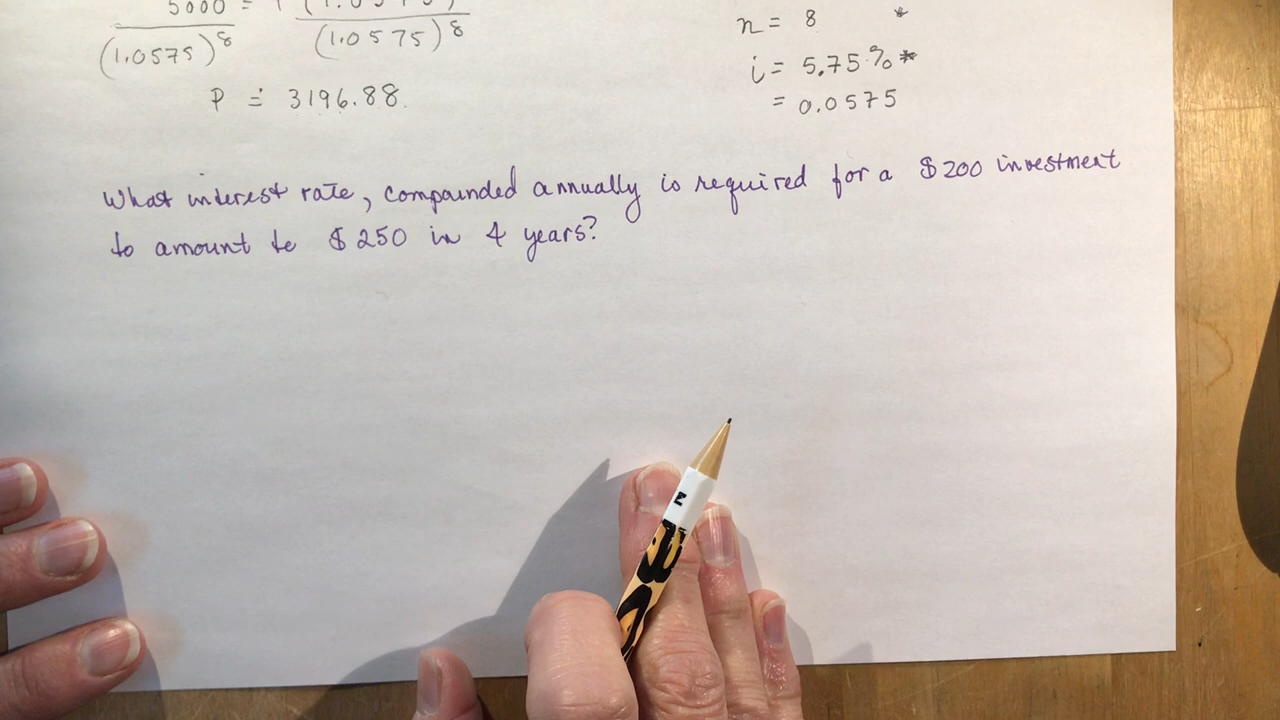 5000 =
(1.0575)⁸ (1.0575)⁸
P ≐ 3196.88
n = 8 *
i = 5.75% *
= 0.0575
What interest rate, compounded annually is required for a $200 investment
to amount to $250 in 4 years?